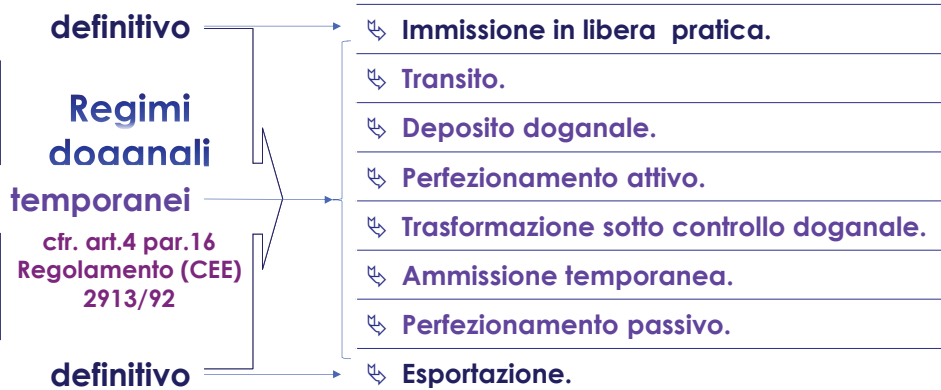 definitivo
Regimi
doganali
temporanei
cfr. art.4 par.16
Regolamento (CEE)
2913/92
definitivo
Immissione in libera pratica.
Transito.
Deposito doganale.
Perfezionamento attivo.
Trasformazione sotto controllo doganale.
Ammissione temporanea.
Perfezionamento passivo.
Esportazione.